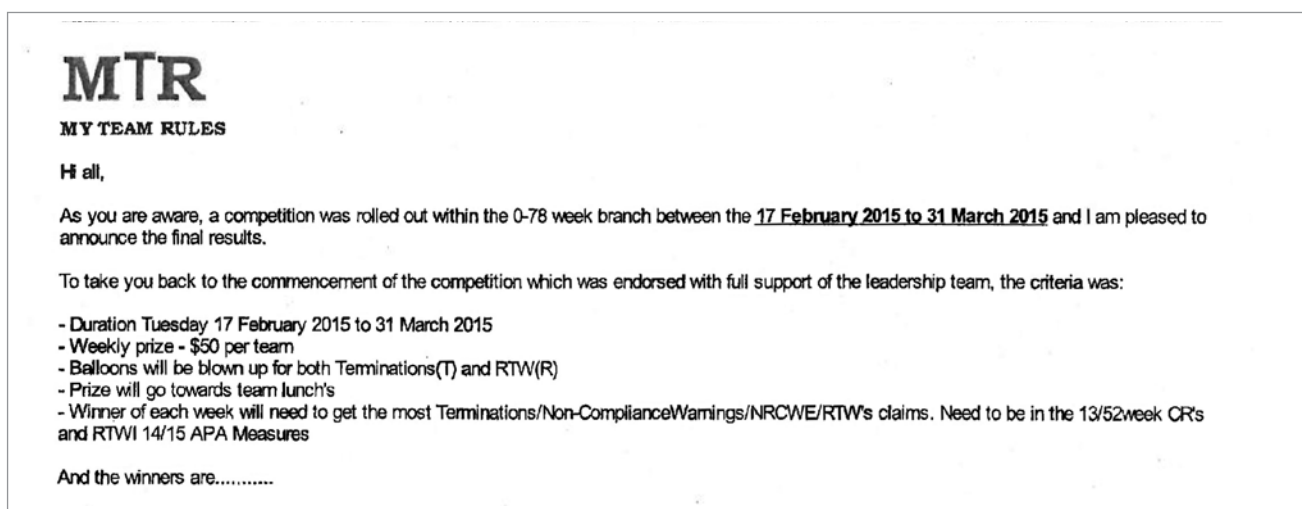 MTR
MY TEAM RULES
Hi all,
As you are aware, a competition was rolled out within the 0-78 week branch between the 17 February 2015 to 31 March 2015 and I am pleased to
announce the final results.
To take you back to the commencement of the competition which was endorsed with full support of the leadership team, the criteria was:
- Duration Tuesday 17 February 2015 to 31 March 2015
- Weekly prize - $50 per team
- Balloons will be blown up for both Terminations(T) and RTW(R)
- Prize will go towards team lunch's
- Winner of each week will need to get the most Terminations/Non-ComplianceWarnings/NRCWE/RTW's claims. Need to be in the 13/52week CR's
and RTWI 14/15 APA Measures
And the winners are...........